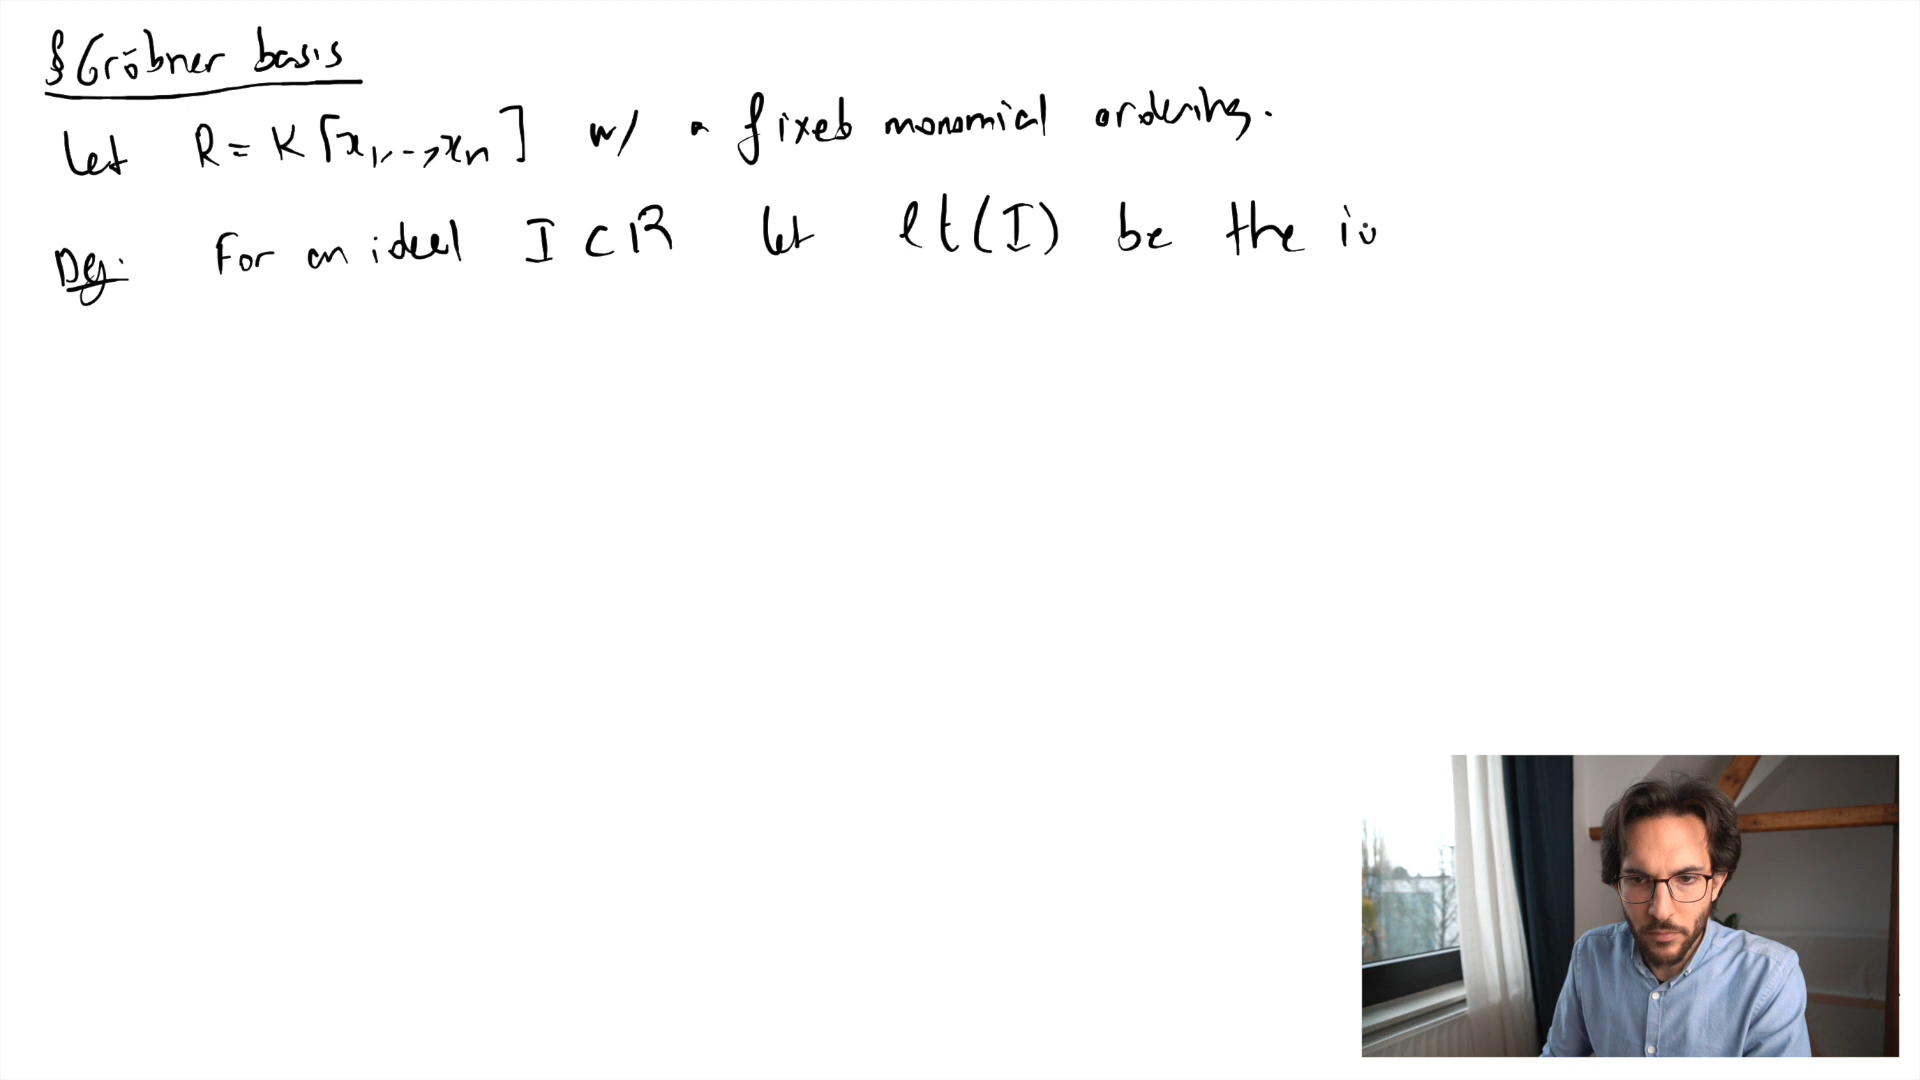 § Gröbner basis
Let R = K[x₁, --, xₙ] w/ a fixed monomial ordering.
Def: For an ideal I ⊂ R let lt(I) be the